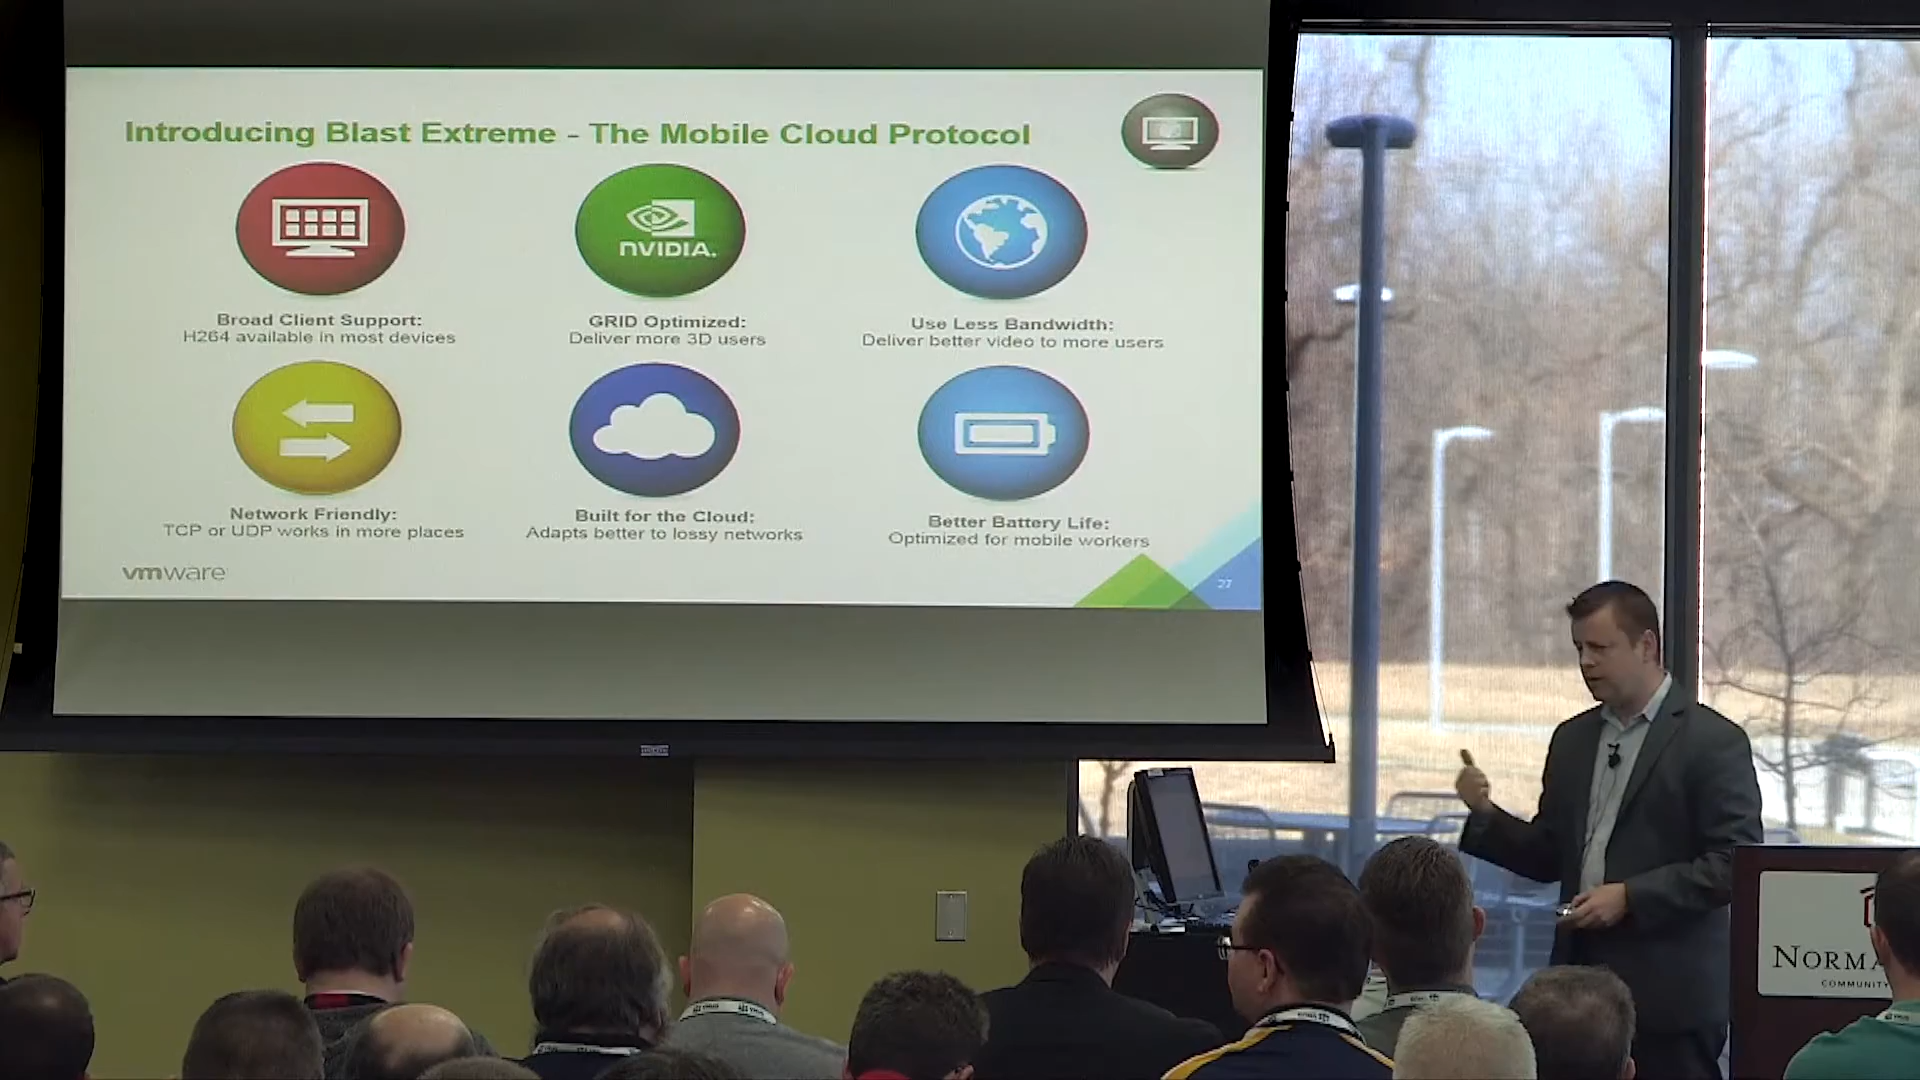 Introducing Blast Extreme - The Mobile Cloud Protocol
nVIDIA.
Broad Client Support:
H264 available in most devices
GRID Optimized:
Deliver more 3D users
Use Less Bandwidth:
Deliver better video to more users
Network Friendly:
TCP or UDP works in more places
Built for the Cloud:
Adapts better to lossy networks
Better Battery Life:
Optimized for mobile workers
vmware
27
NORMA
COMMUNITY